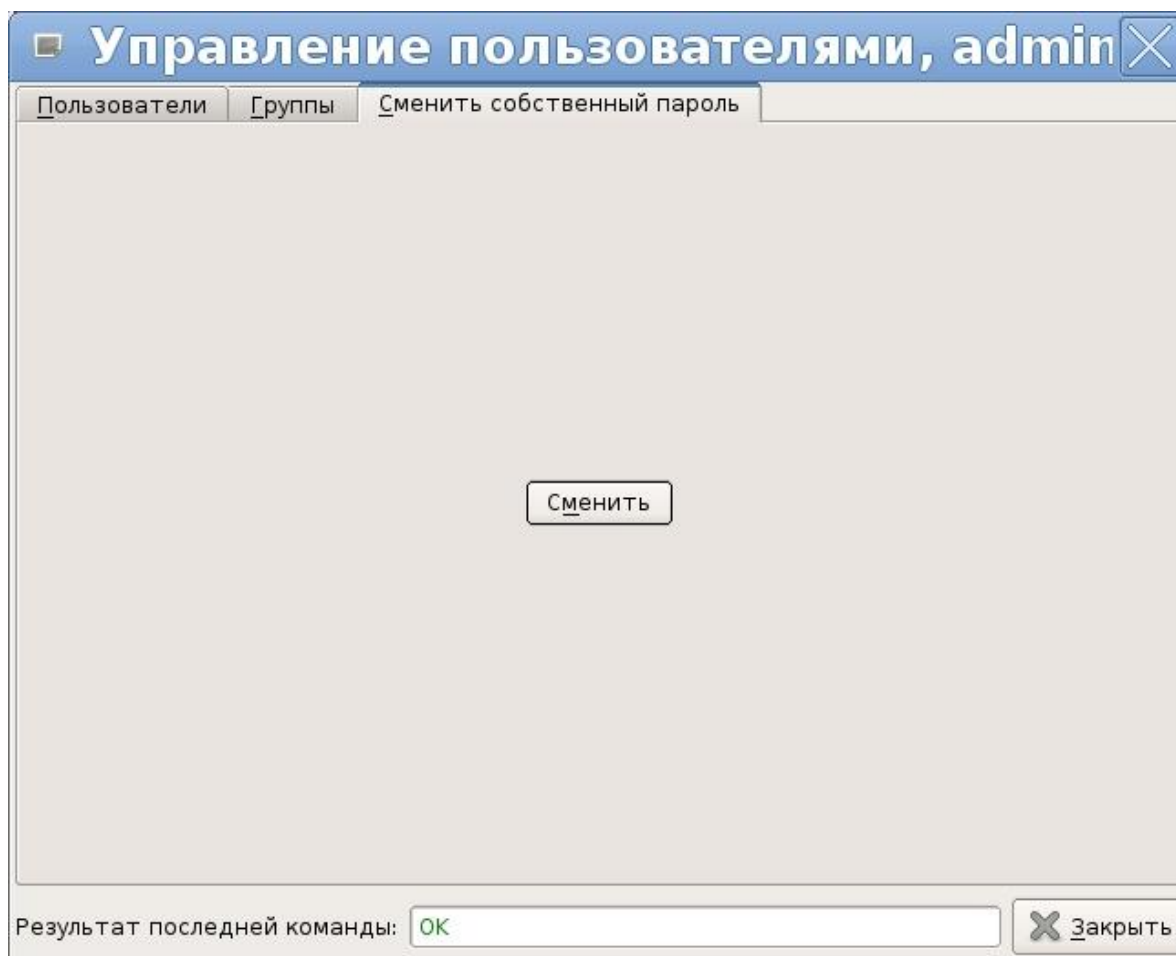 Управление пользователями, admin
Пользователи Группы Сменить собственный пароль
Сменить
Результат последней команды: OK Закрыть